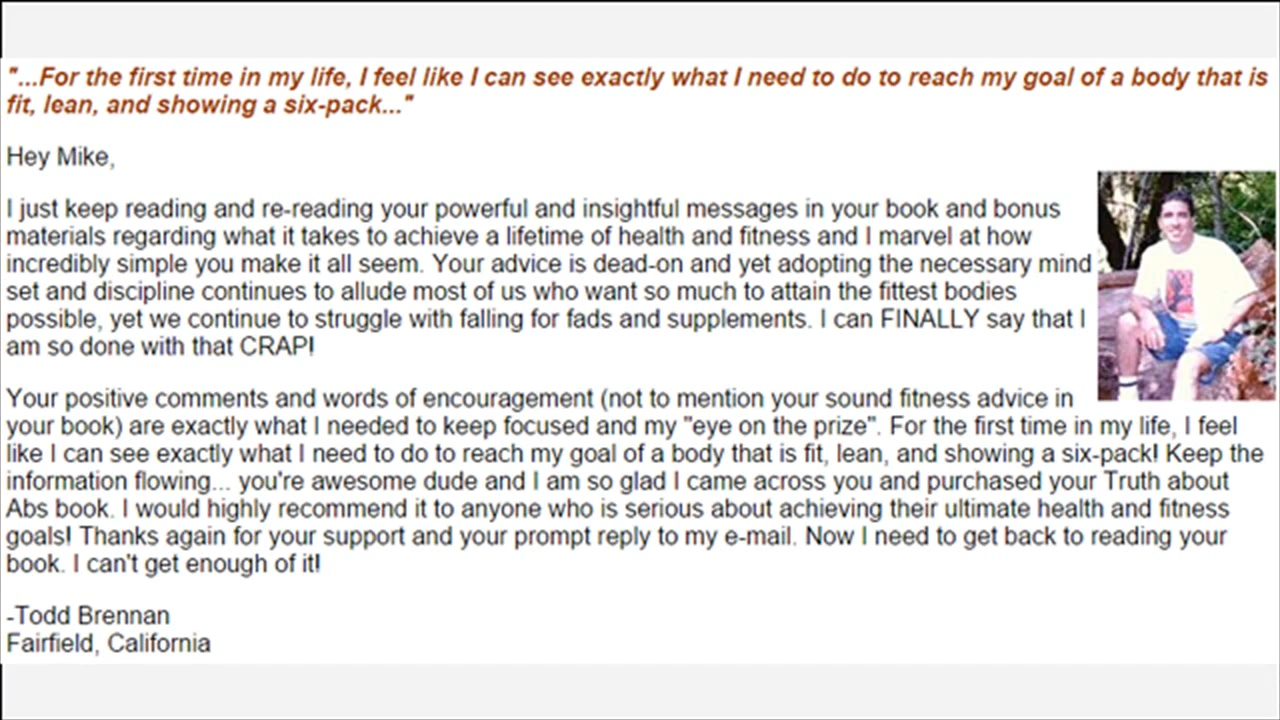 "...For the first time in my life, I feel like I can see exactly what I need to do to reach my goal of a body that is
fit, lean, and showing a six-pack..."
Hey Mike,
I just keep reading and re-reading your powerful and insightful messages in your book and bonus
materials regarding what it takes to achieve a lifetime of health and fitness and I marvel at how
incredibly simple you make it all seem. Your advice is dead-on and yet adopting the necessary mind
set and discipline continues to allude most of us who want so much to attain the fittest bodies
possible, yet we continue to struggle with falling for fads and supplements. I can FINALLY say that I
am so done with that CRAP!
Your positive comments and words of encouragement (not to mention your sound fitness advice in
your book) are exactly what I needed to keep focused and my "eye on the prize". For the first time in my life, I feel
like I can see exactly what I need to do to reach my goal of a body that is fit, lean, and showing a six-pack! Keep the
information flowing... you're awesome dude and I am so glad I came across you and purchased your Truth about
Abs book. I would highly recommend it to anyone who is serious about achieving their ultimate health and fitness
goals! Thanks again for your support and your prompt reply to my e-mail. Now I need to get back to reading your
book. I can't get enough of it!
-Todd Brennan
Fairfield, California